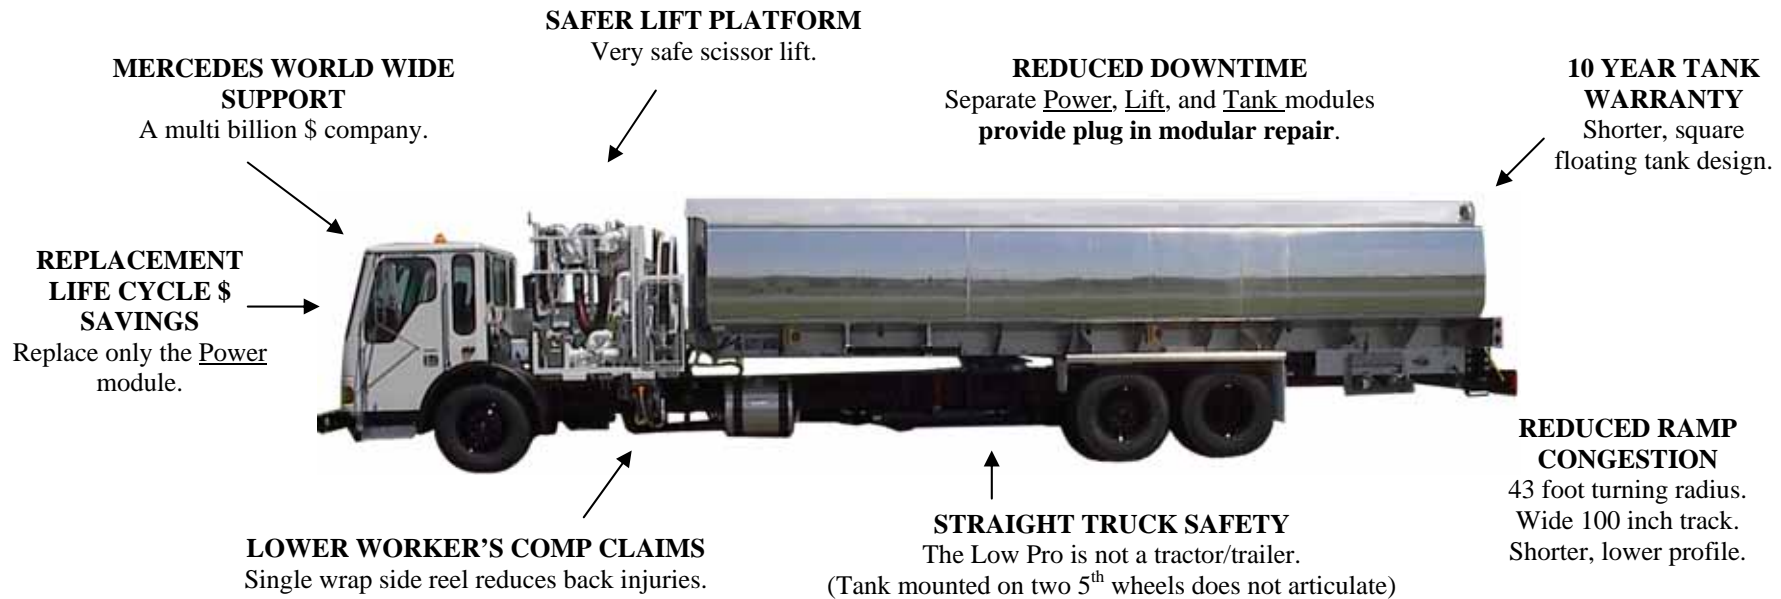 SAFER LIFT PLATFORM
Very safe scissor lift.
MERCEDES WORLD WIDE
SUPPORT
A multi billion $ company.
REDUCED DOWNTIME
Separate Power, Lift, and Tank modules
provide plug in modular repair.
10 YEAR TANK
WARRANTY
Shorter, square
floating tank design.
REPLACEMENT
LIFE CYCLE $
SAVINGS
Replace only the Power
module.
LOWER WORKER’S COMP CLAIMS
Single wrap side reel reduces back injuries.
STRAIGHT TRUCK SAFETY
The Low Pro is not a tractor/trailer.
(Tank mounted on two 5th wheels does not articulate)
REDUCED RAMP
CONGESTION
43 foot turning radius.
Wide 100 inch track.
Shorter, lower profile.